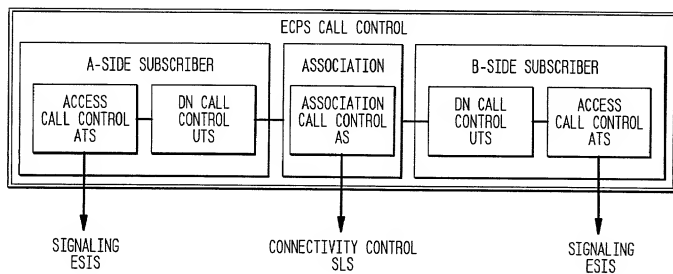 ECPS CALL CONTROL
A-SIDE SUBSCRIBER
ACCESS
CALL CONTROL
ATS
DN CALL
CONTROL
UTS
ASSOCIATION
ASSOCIATION
CALL CONTROL
AS
B-SIDE SUBSCRIBER
DN CALL
CONTROL
UTS
ACCESS
CALL CONTROL
ATS
SIGNALING
ESIS
CONNECTIVITY CONTROL
SLS
SIGNALING
ESIS